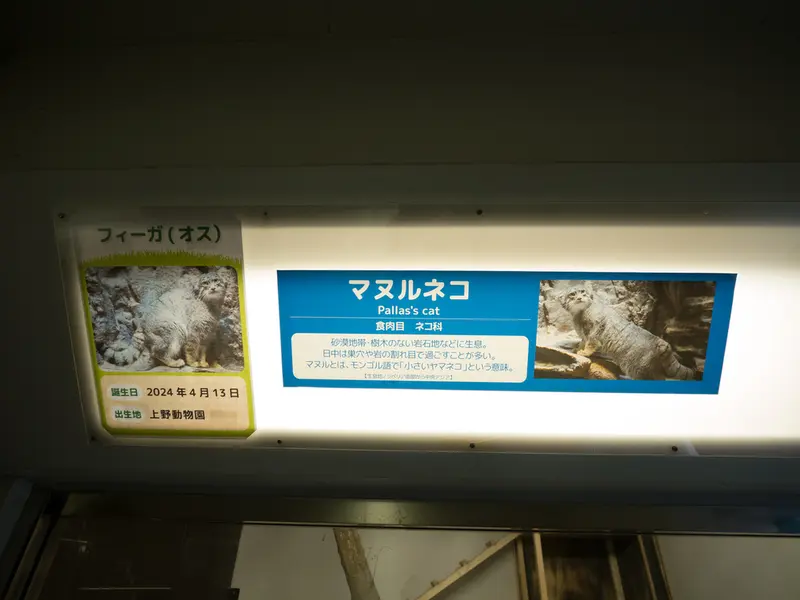 フィーガ(オス)
誕生日 2024年4月13日
出生地 上野動物園
マヌルネコ
Pallas's cat
食肉目 ネコ科
砂漠地帯・樹木のない岩石地などに生息。
日中は巣穴や岩の割れ目で過ごすことが多い。
マヌルとは、モンゴル語で「小さいヤマネコ」という意味。